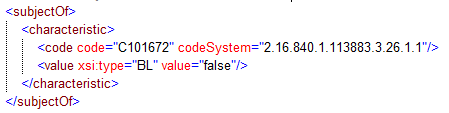 <subjectOf>
<characteristic>
<code code="C101672" codeSystem="2.16.840.1.113883.3.26.1.1"/>
<value xsi:type="BL" value="false"/>
</characteristic>
</subjectOf>